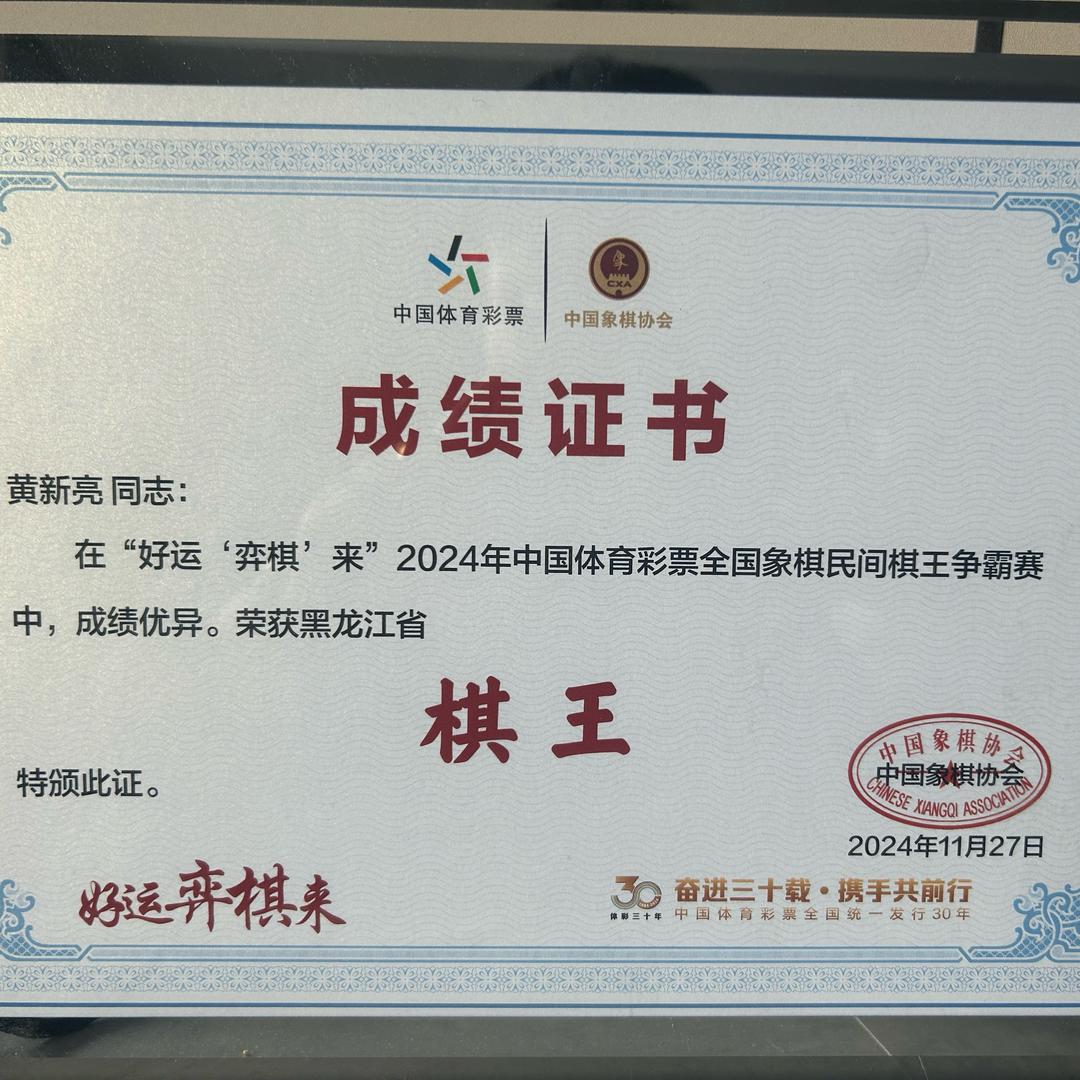 中国体育彩票
象
CXA
中国象棋协会
成绩证书
黄新亮 同志：
在“好运‘弈棋’来”2024年中国体育彩票全国象棋民间棋王争霸赛
中，成绩优异。荣获黑龙江省
棋王
特颁此证。
中国象棋协会
中国象棋协会
CHINESE XIANGQI ASSOCIATION
2024年11月27日
好运弈棋来
30
体彩三十年
奋进三十载·携手共前行
中国体育彩票全国统一发行30年